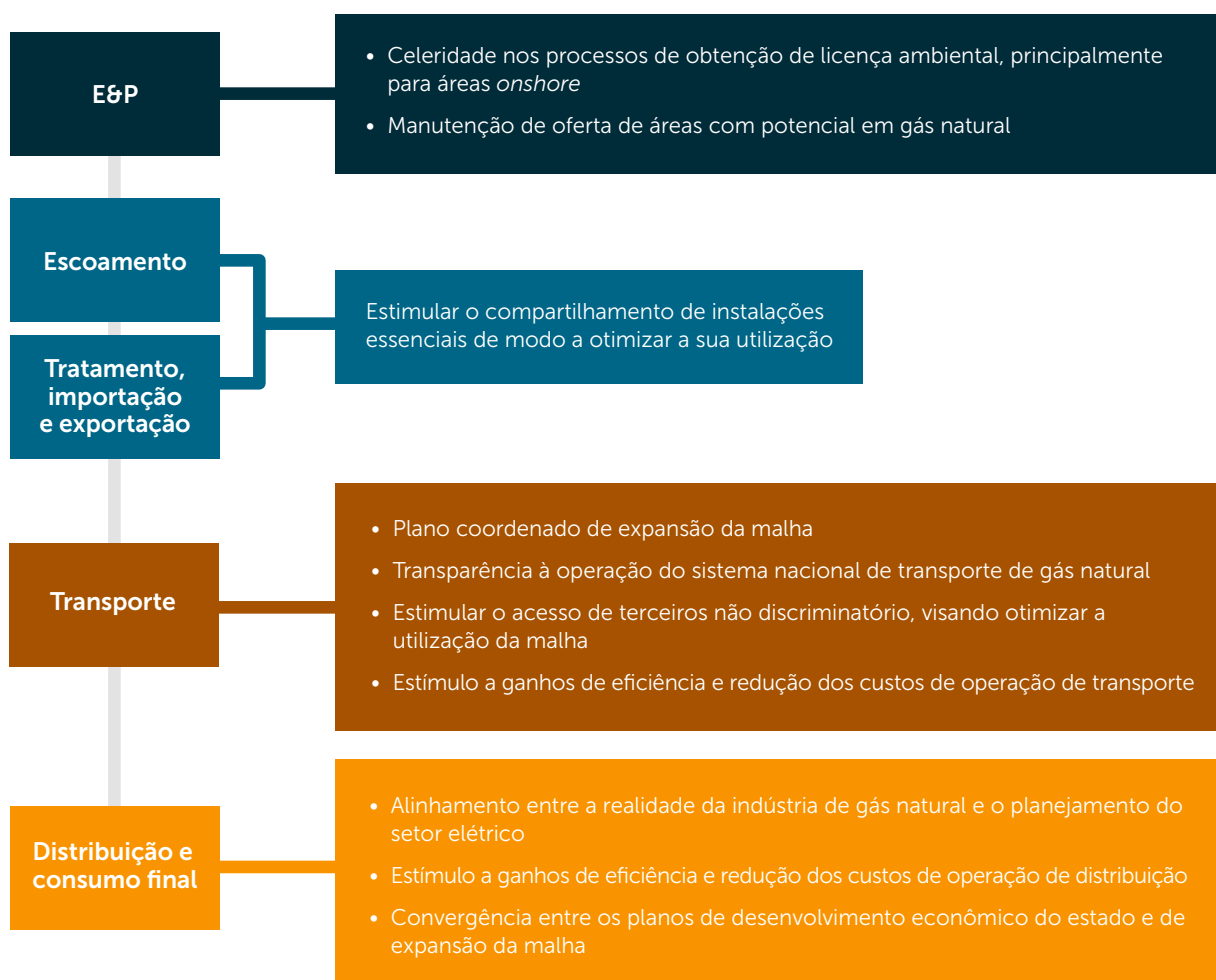 E&P
• Celeridade nos processos de obtenção de licença ambiental, principalmente
para áreas onshore
• Manutenção de oferta de áreas com potencial em gás natural
Escoamento
Tratamento,
importação
e exportação
Estimular o compartilhamento de instalações
essenciais de modo a otimizar a sua utilização
Transporte
• Plano coordenado de expansão da malha
• Transparência à operação do sistema nacional de transporte de gás natural
• Estimular o acesso de terceiros não discriminatório, visando otimizar a
utilização da malha
• Estímulo a ganhos de eficiência e redução dos custos de operação de transporte
Distribuição e
consumo final
• Alinhamento entre a realidade da indústria de gás natural e o planejamento do
setor elétrico
• Estímulo a ganhos de eficiência e redução dos custos de operação de distribuição
• Convergência entre os planos de desenvolvimento econômico do estado e de
expansão da malha